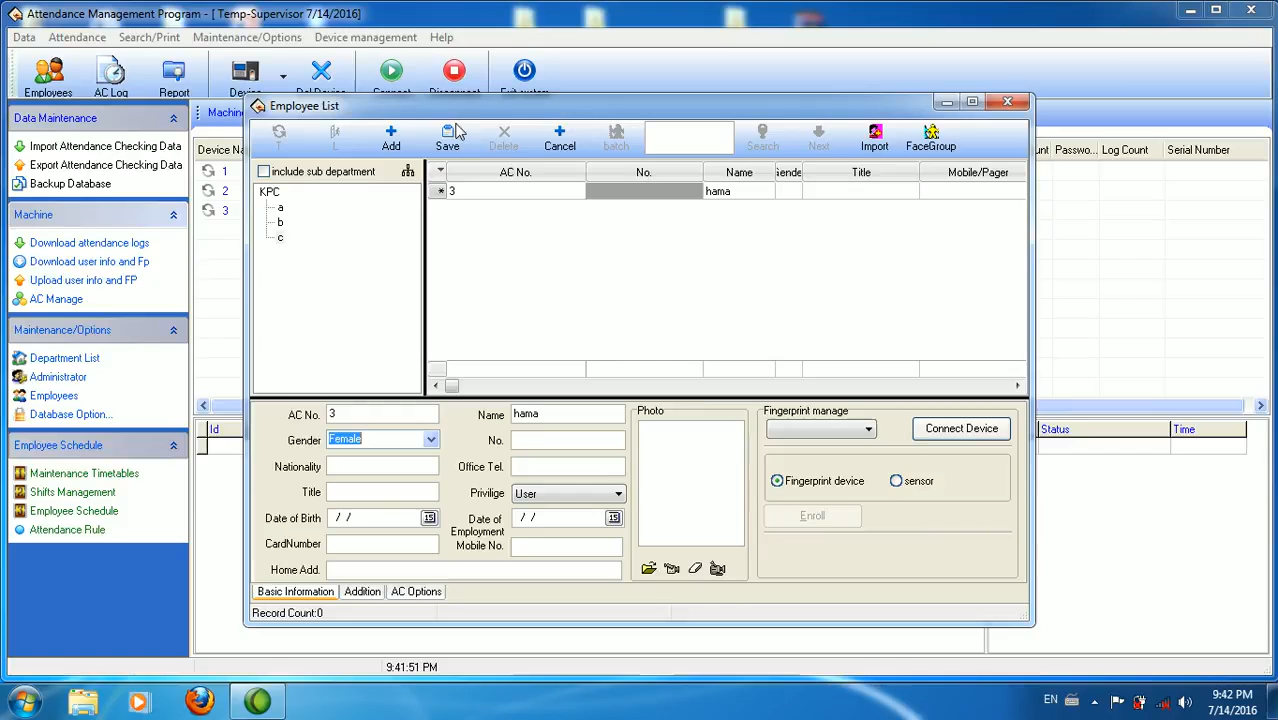 Attendance Management Program - [ Temp-Supervisor 7/14/2016]
Data Attendance Search/Print Maintenance/Options Device management Help
Employees AC Log Report Device Del Device Connect Disconnect Exit system
Data Maintenance
Import Attendance Checking Data
Export Attendance Checking Data
Backup Database
Machine
Download attendance logs
Download user info and Fp
Upload user info and FP
AC Manage
Maintenance/Options
Department List
Administrator
Employees
Database Option...
Employee Schedule
Maintenance Timetables
Shifts Management
Employee Schedule
Attendance Rule
Machin
Device Na
1
2
3
unt Passwo... Log Count Serial Number
Id
Status Time
Employee List
T L Add Save Delete Cancel batch Search Next Import FaceGroup
include sub department
KPC
a
b
c
AC No. No. Name Gende Title Mobile/Pager
3 hama
AC No. 3 Name hama
Gender Female No.
Nationality Office Tel.
Title Privilige User
Date of Birth / / 15 Date of Employment / / 15
CardNumber Mobile No.
Home Add.
Photo
Fingerprint manage
Connect Device
Fingerprint device sensor
Enroll
Basic Information Addition AC Options
Record Count:0
9:41:51 PM
EN
9:42 PM
7/14/2016